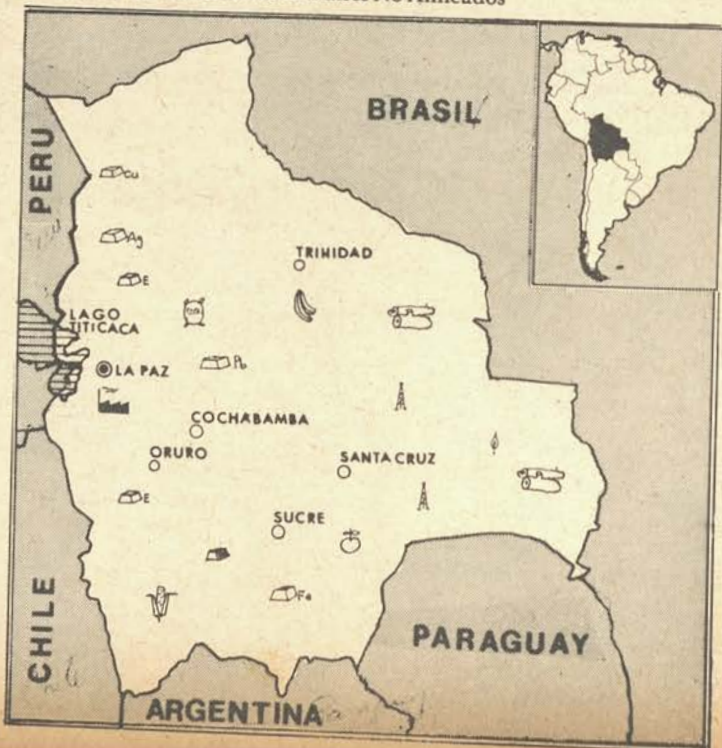 BRASIL
PERU
Cu
Ag
E
TRINIDAD
LAGO
TITICACA
LA PAZ
Pb
COCHABAMBA
ORURO
SANTA CRUZ
E
SUCRE
Fe
CHILE
PARAGUAY
ARGENTINA